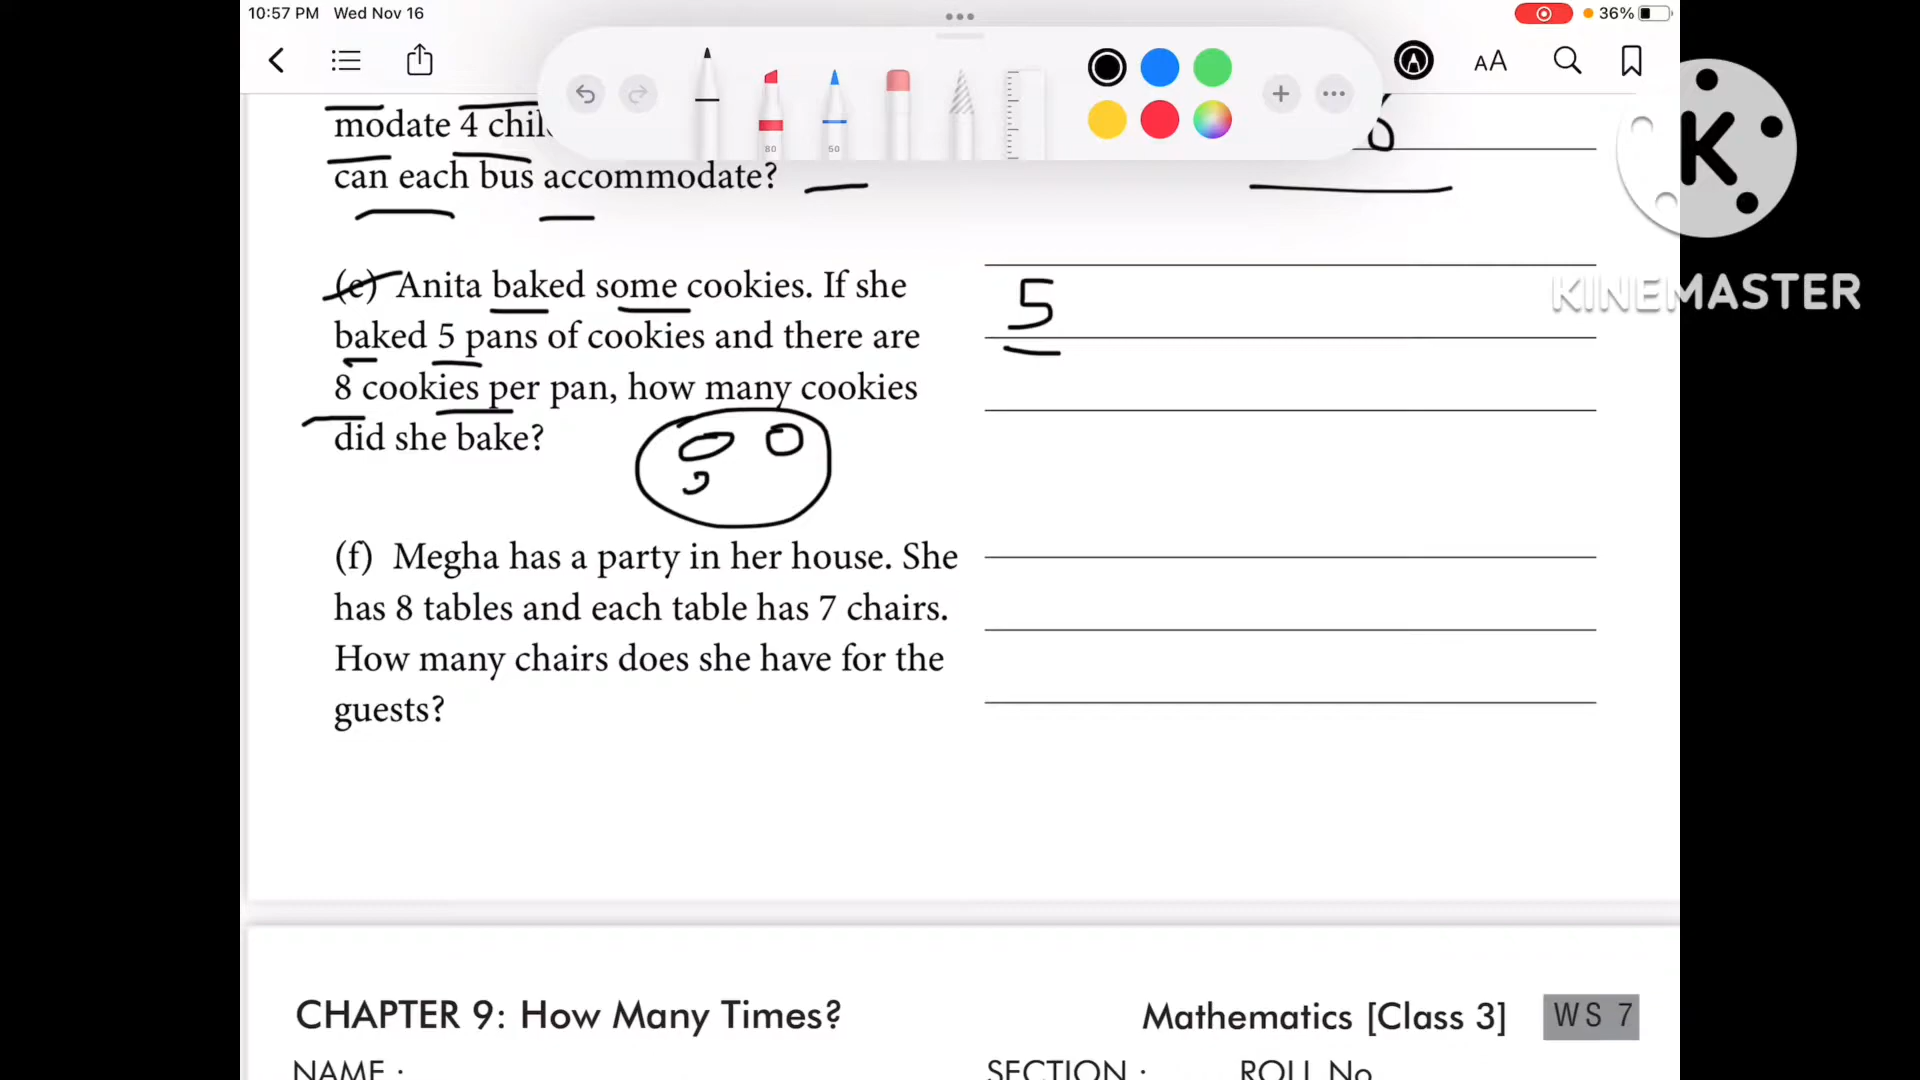 10:57 PM Wed Nov 16
36%
AA
80
50
modate 4 chil
can each bus accommodate?
(e) Anita baked some cookies. If she
baked 5 pans of cookies and there are
8 cookies per pan, how many cookies
did she bake?
5
(f) Megha has a party in her house. She
has 8 tables and each table has 7 chairs.
How many chairs does she have for the
guests?
K
KINEMASTER
CHAPTER 9: How Many Times?
Mathematics [Class 3]
WS 7
NAME :
SECTION :
ROLL No